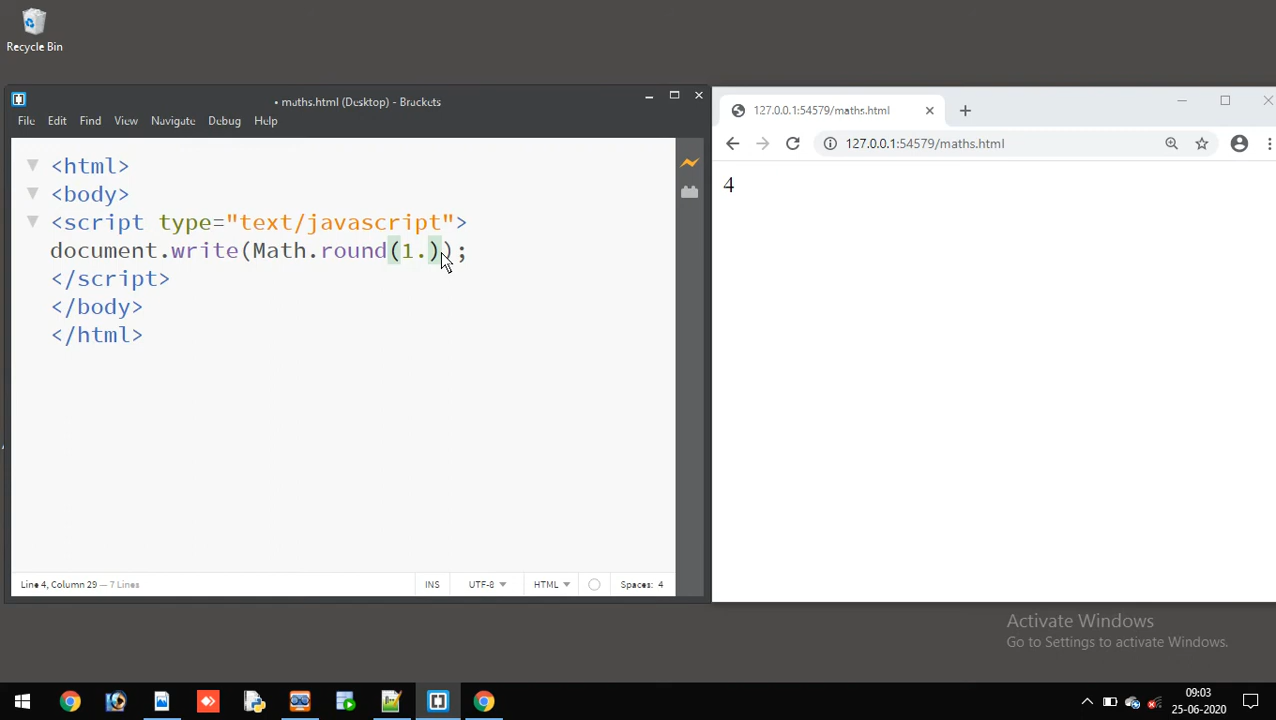 Recycle Bin
• maths.html (Desktop) - Brackets
File Edit Find View Navigate Debug Help
<html>
<body>
<script type="text/javascript">
document.write(Math.round(1.));
</script>
</body>
</html>
Line 4, Column 29 — 7 Lines
INS UTF-8 HTML Spaces: 4
127.0.0.1:54579/maths.html
127.0.0.1:54579/maths.html
4
Activate Windows
Go to Settings to activate Windows.
09:03
25-06-2020